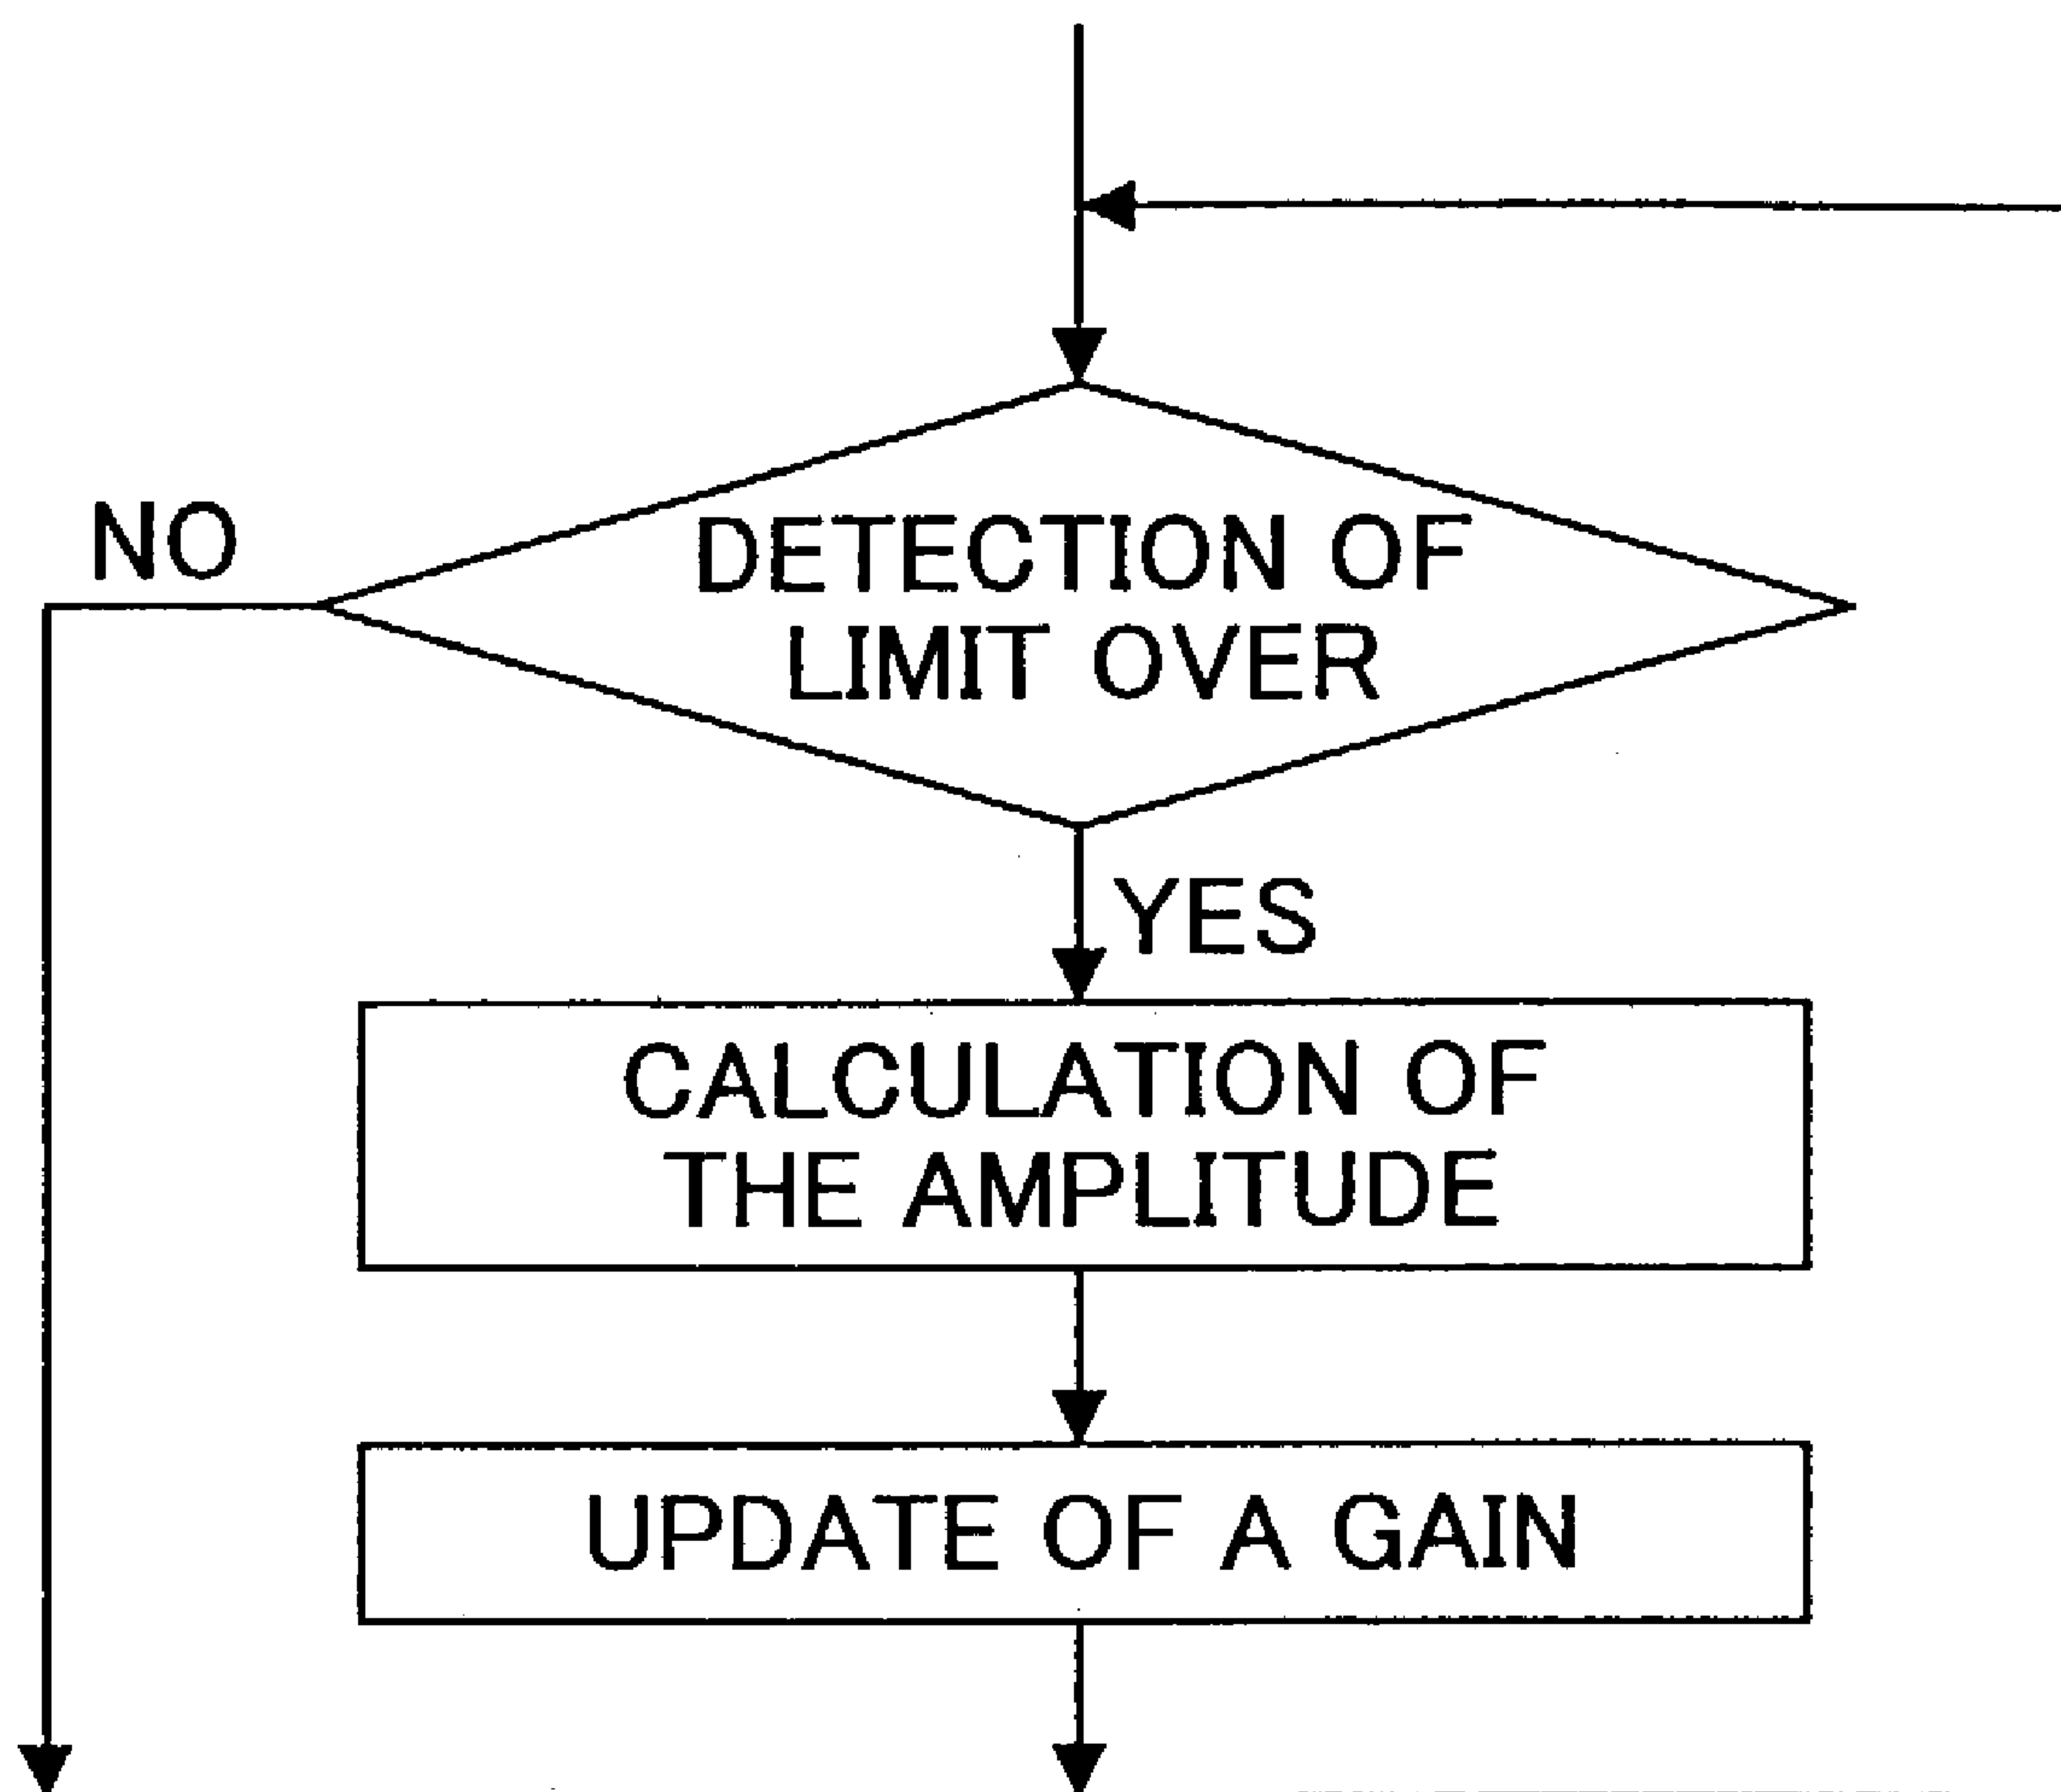 NO
DETECTION OF
LIMIT OVER
YES
CALCULATION OF
THE AMPLITUDE
UPDATE OF A GAIN